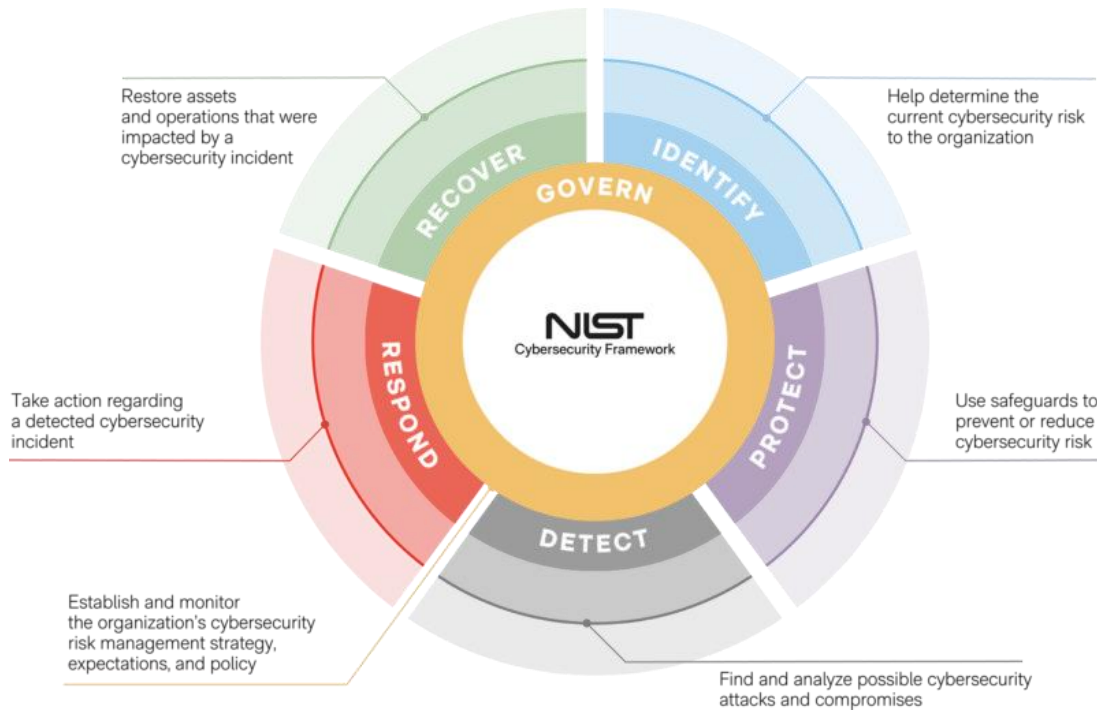 Restore assets
and operations that were
impacted by a
cybersecurity incident
Help determine the
current cybersecurity risk
to the organization
RECOVER
IDENTIFY
GOVERN
NIST
Cybersecurity Framework
RESPOND
PROTECT
DETECT
Take action regarding
a detected cybersecurity
incident
Use safeguards to
prevent or reduce
cybersecurity risk
Establish and monitor
the organization's cybersecurity
risk management strategy,
expectations, and policy
Find and analyze possible cybersecurity
attacks and compromises